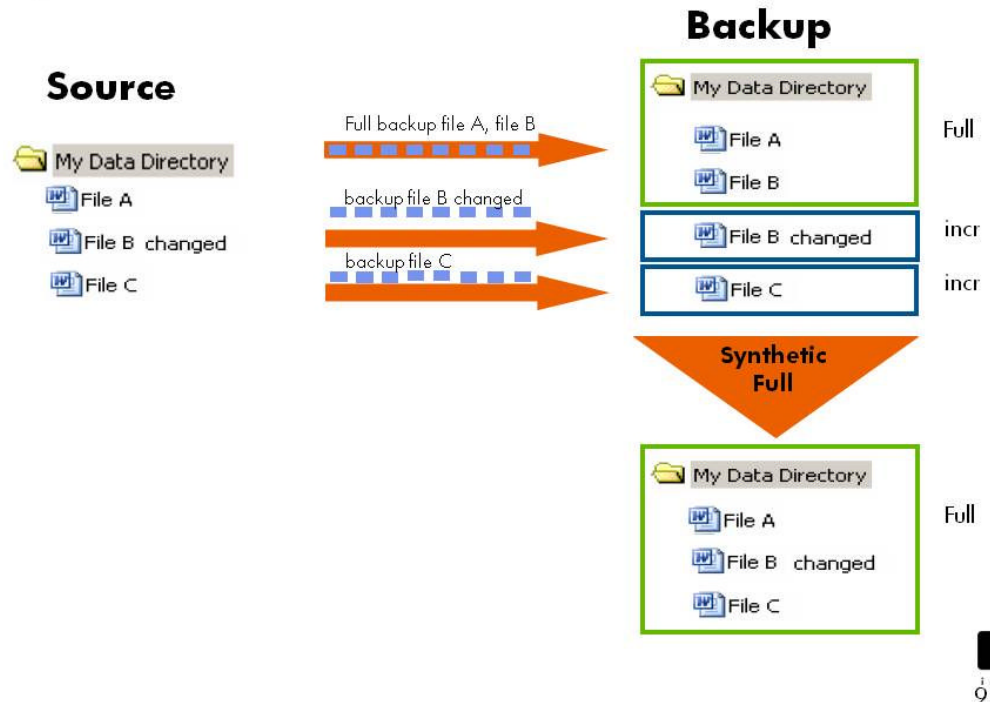 Backup
Source
My Data Directory
File A
File B changed
File C
Full backup file A, file B
backup file B changed
backup file C
My Data Directory
File A
File B
Full
File B changed
incr
File C
incr
Synthetic
Full
My Data Directory
File A
File B changed
File C
Full
9